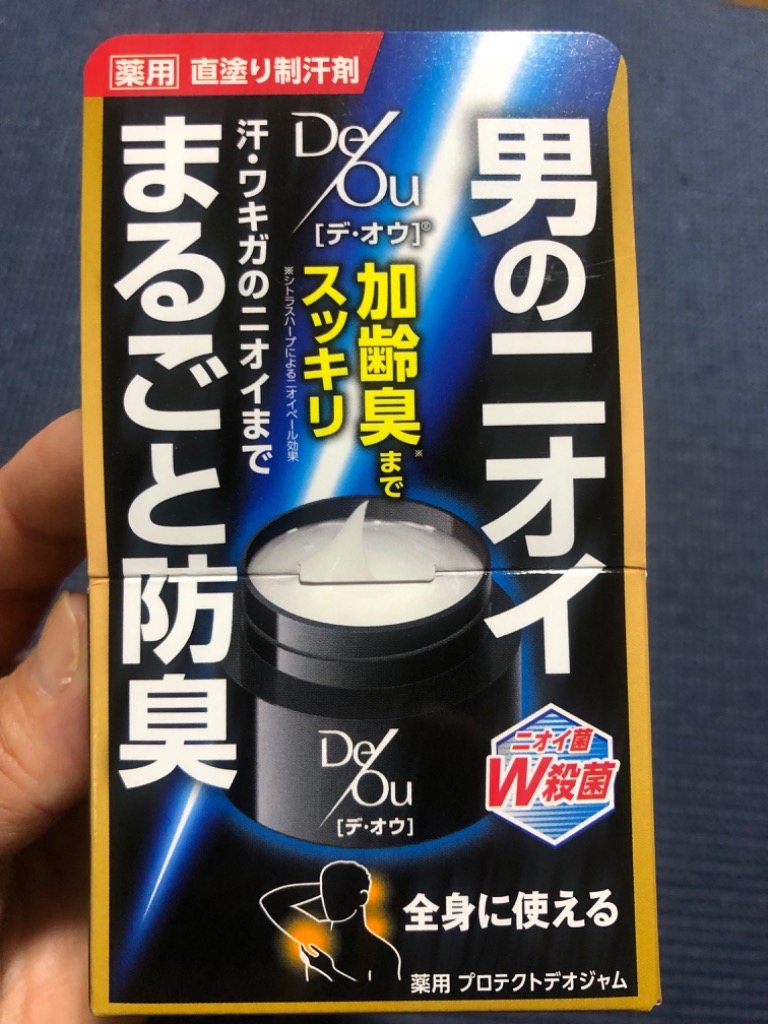 薬用 直塗り制汗剤
男のニオイ
まるごと防臭
De/Ou
[デ・オウ]®
加齢臭まで※
スッキリ
※シトラスハーブによるニオイペール効果
汗・ワキガのニオイまで
De/Ou
[デ・オウ]
ニオイ菌
W殺菌
全身に使える
薬用 プロテクトデオジャム